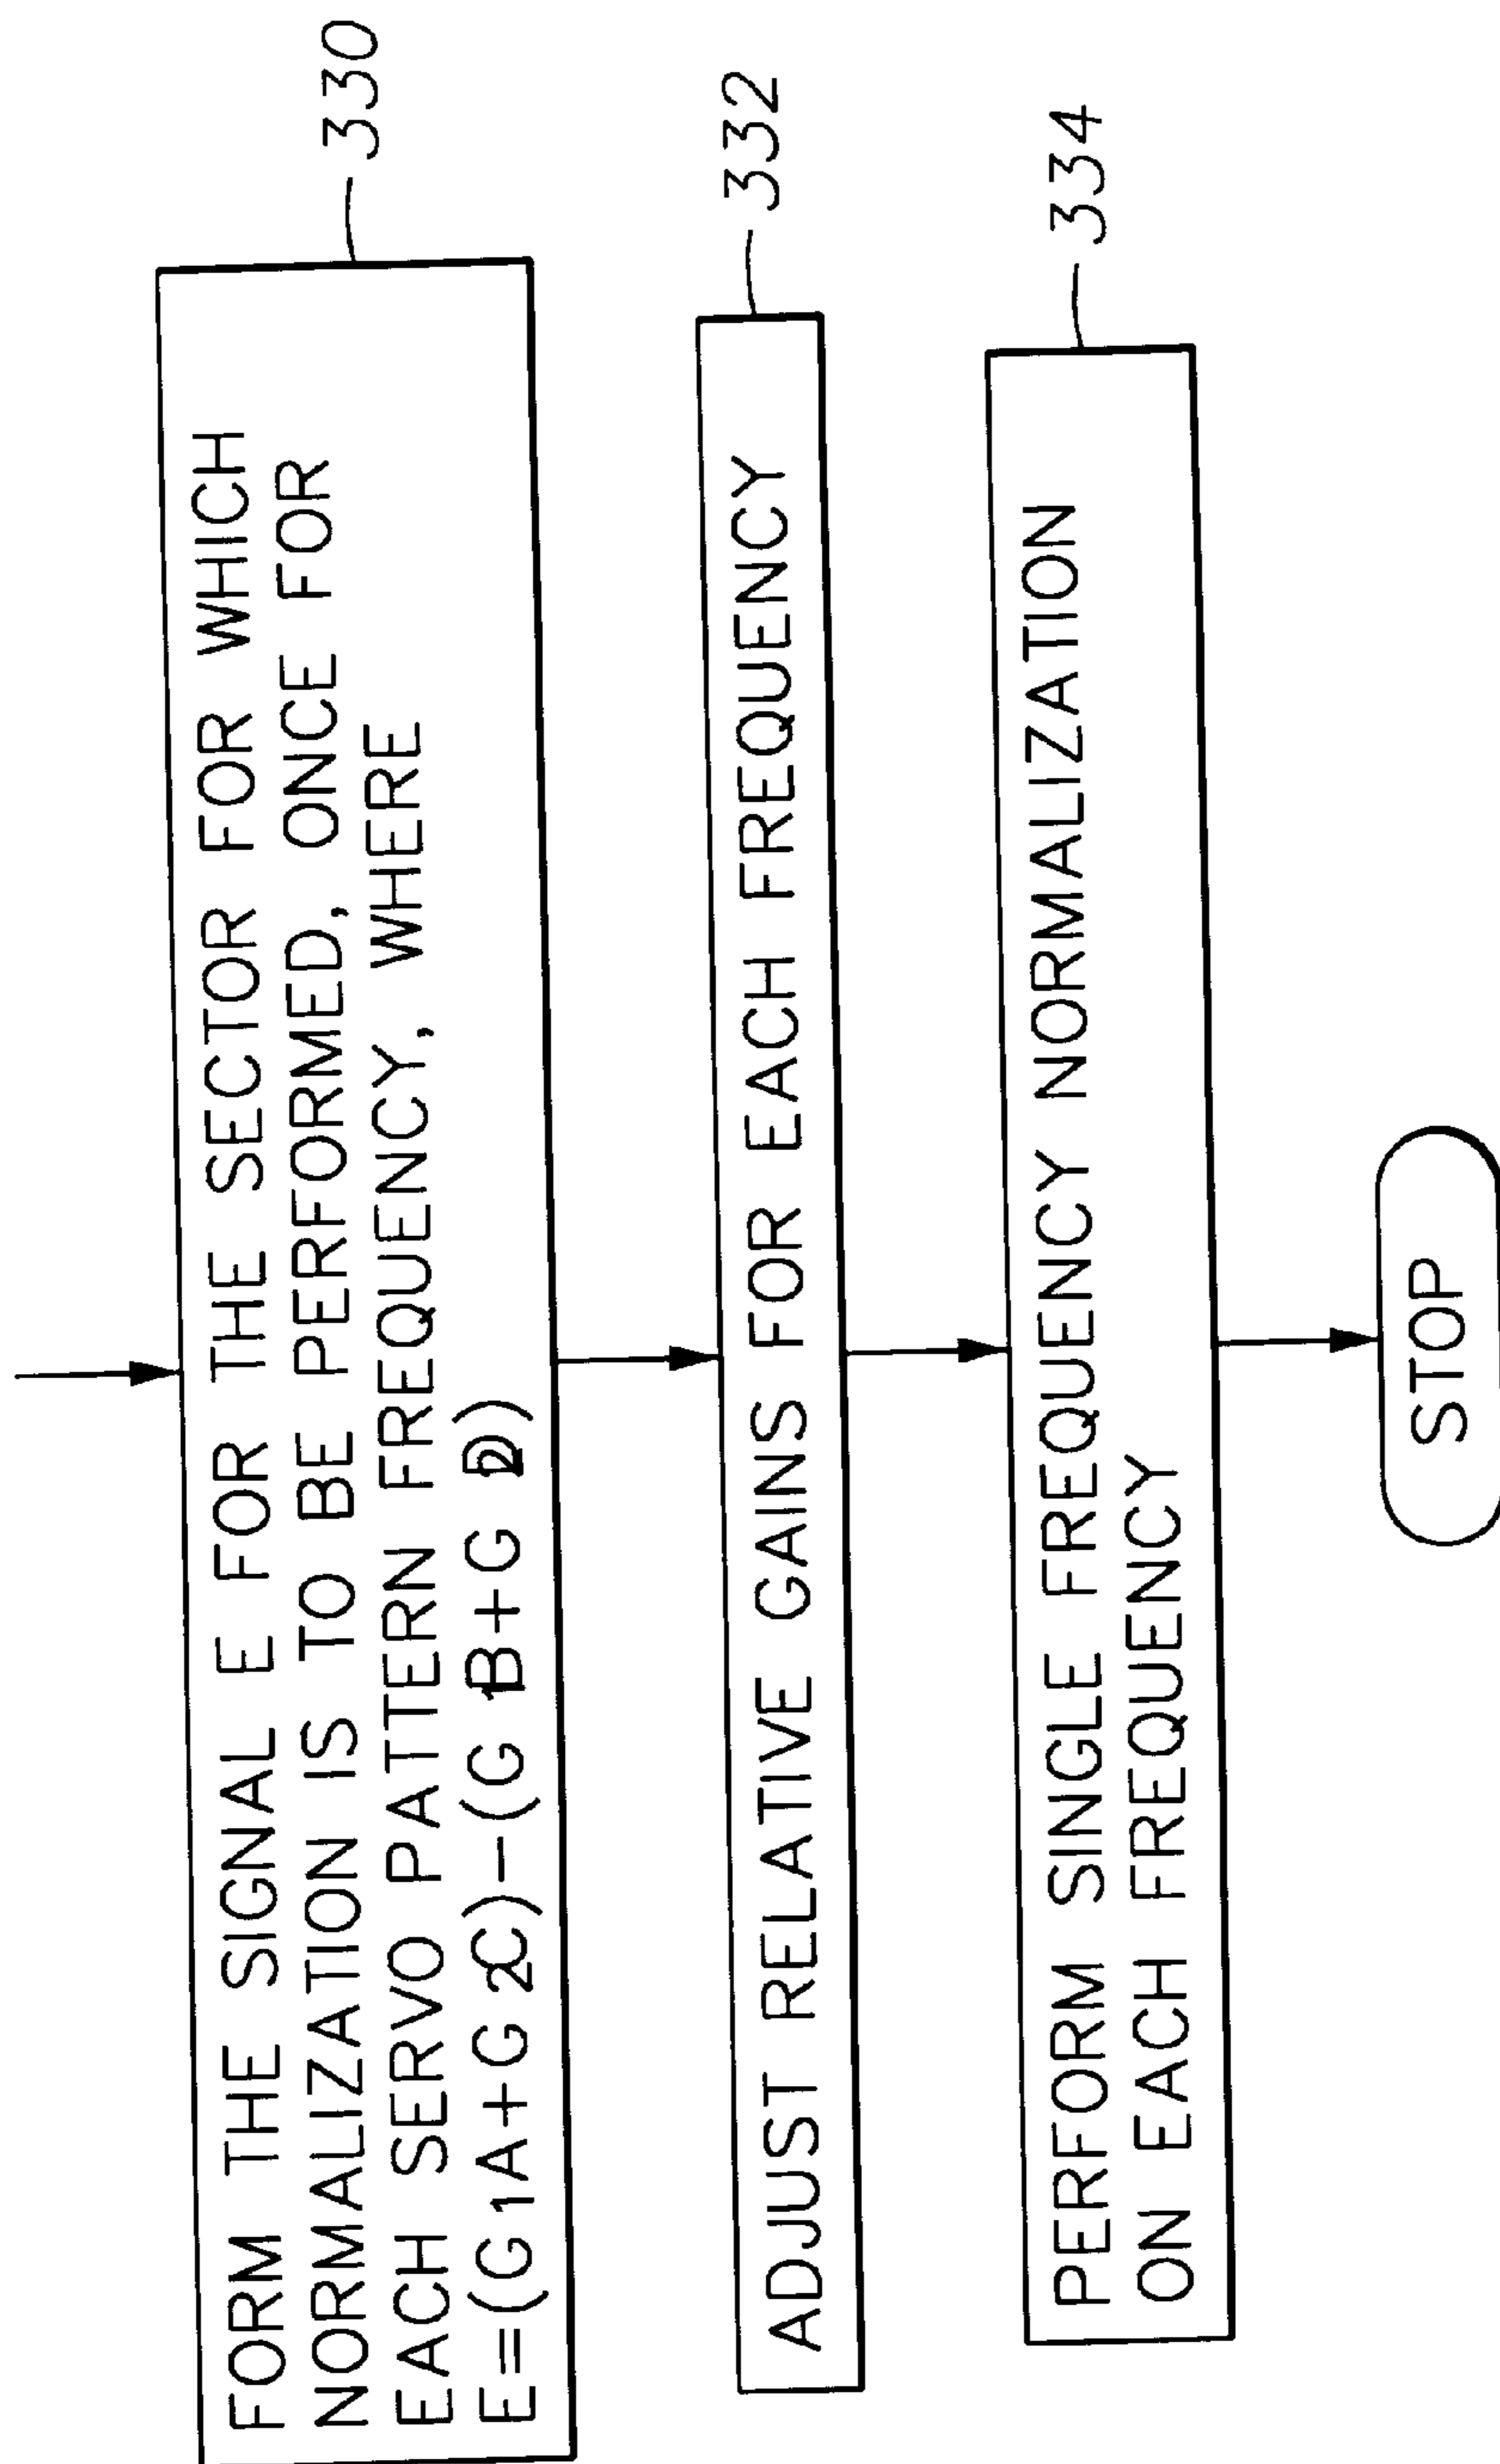 FORM THE SIGNAL E FOR THE SECTOR FOR WHICH
NORMALIZATION IS TO BE PERFORMED, ONCE FOR
EACH SERVO PATTERN FREQUENCY, WHERE
E=(G1A+G2C)-(G1B+G2D)
330
ADJUST RELATIVE GAINS FOR EACH FREQUENCY
332
PERFORM SINGLE FREQUENCY NORMALIZATION
ON EACH FREQUENCY
334
STOP